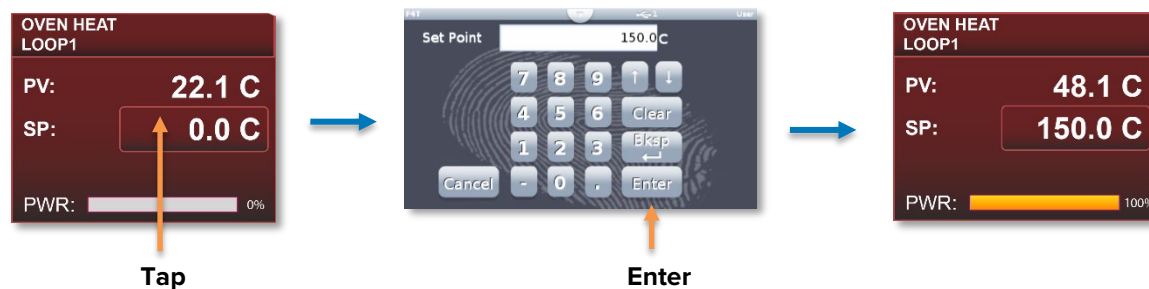 OVEN HEAT
LOOP1
PV: 22.1 C
SP: 0.0 C
PWR: 0%
Tap
F4T 1 User
Set Point 150.0 C
7 8 9 ↑ ↓
4 5 6 Clear
1 2 3 Bksp
Cancel - 0 . Enter
Enter
OVEN HEAT
LOOP1
PV: 48.1 C
SP: 150.0 C
PWR: 100%